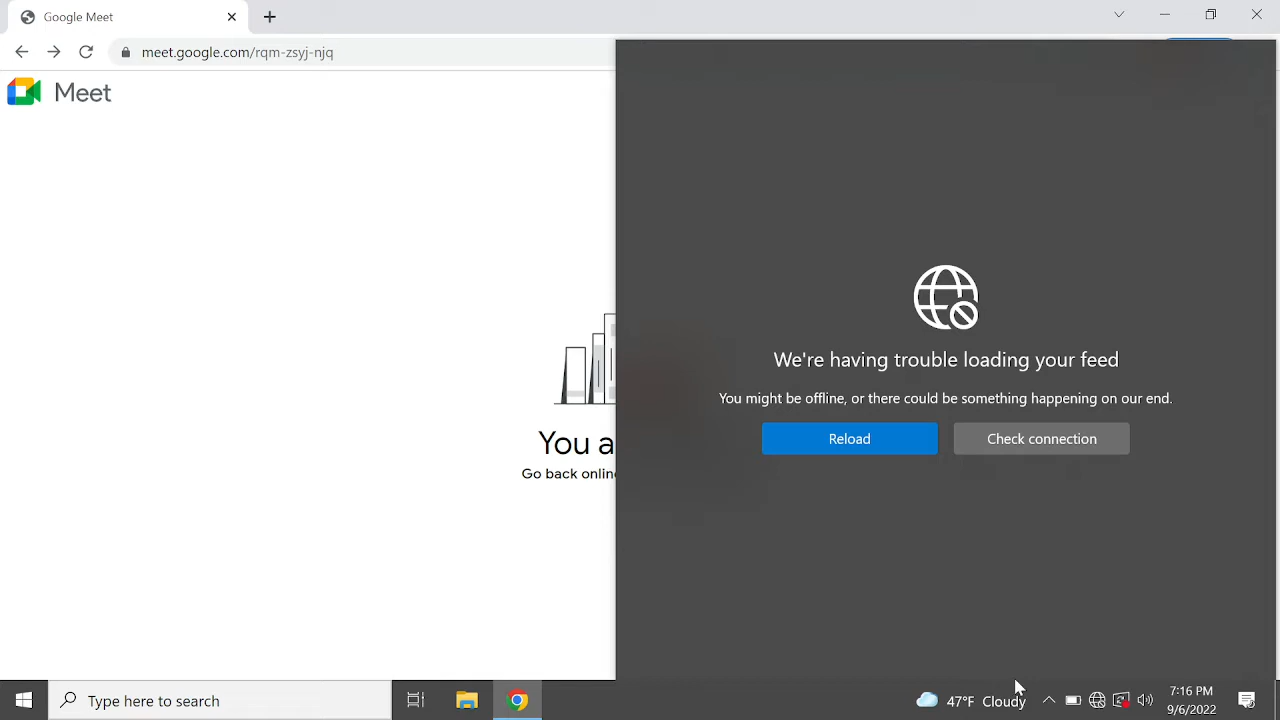 Google Meet
meet.google.com/rqm-zsyj-njq
Meet
We're having trouble loading your feed
You might be offline, or there could be something happening on our end.
Reload
Check connection
You a
Go back onlin
Type here to search
47°F Cloudy
7:16 PM
9/6/2022